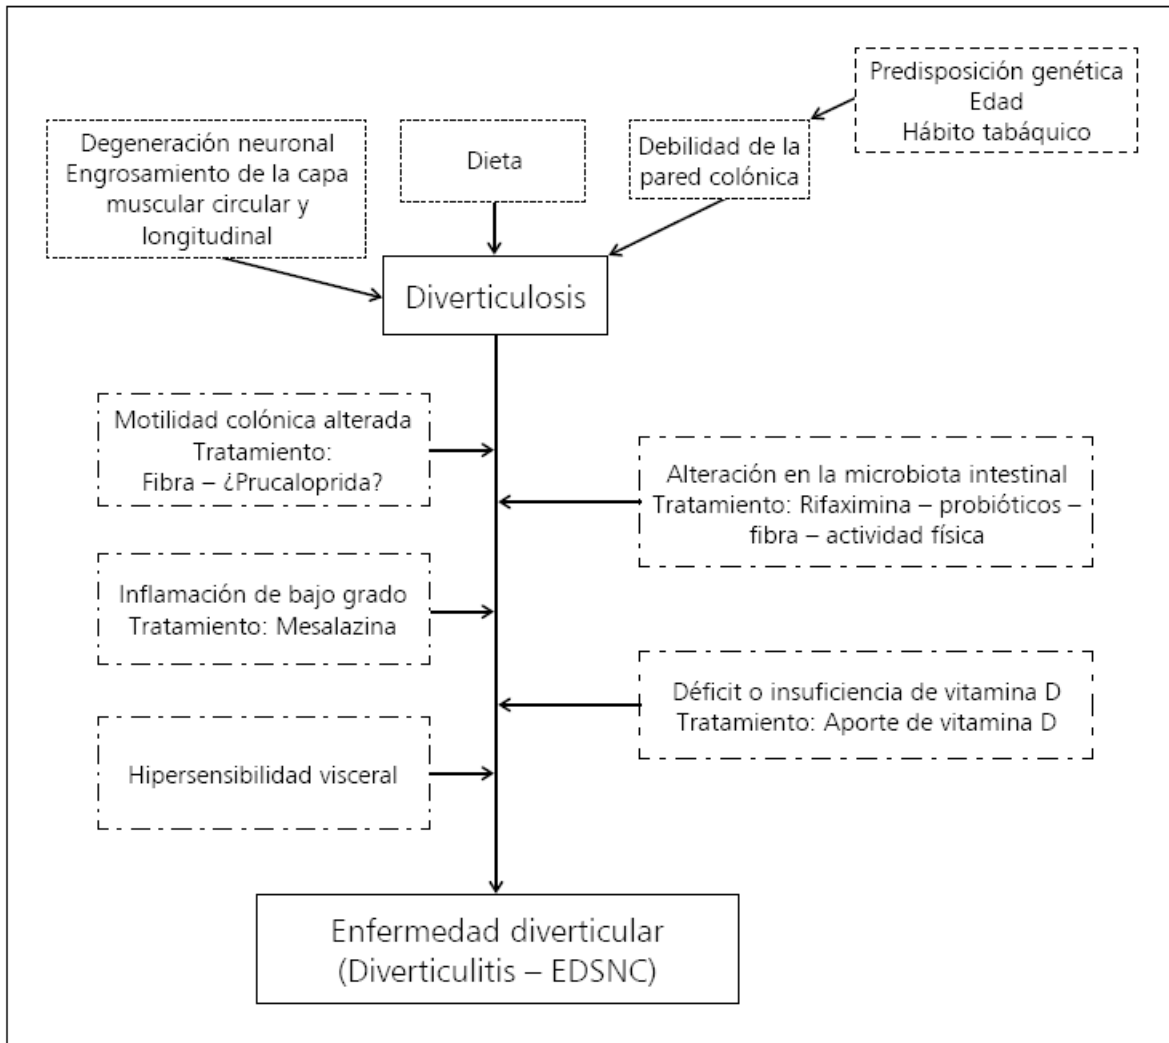 Predisposición genética
Edad
Hábito tabáquico
Degeneración neuronal
Engrosamiento de la capa
muscular circular y
longitudinal
Dieta
Debilidad de la
pared colónica
Diverticulosis
Motilidad colónica alterada
Tratamiento:
Fibra – ¿Prucaloprida?
Alteración en la microbiota intestinal
Tratamiento: Rifaximina – probióticos –
fibra – actividad física
Inflamación de bajo grado
Tratamiento: Mesalazina
Déficit o insuficiencia de vitamina D
Tratamiento: Aporte de vitamina D
Hipersensibilidad visceral
Enfermedad diverticular
(Diverticulitis – EDSNC)